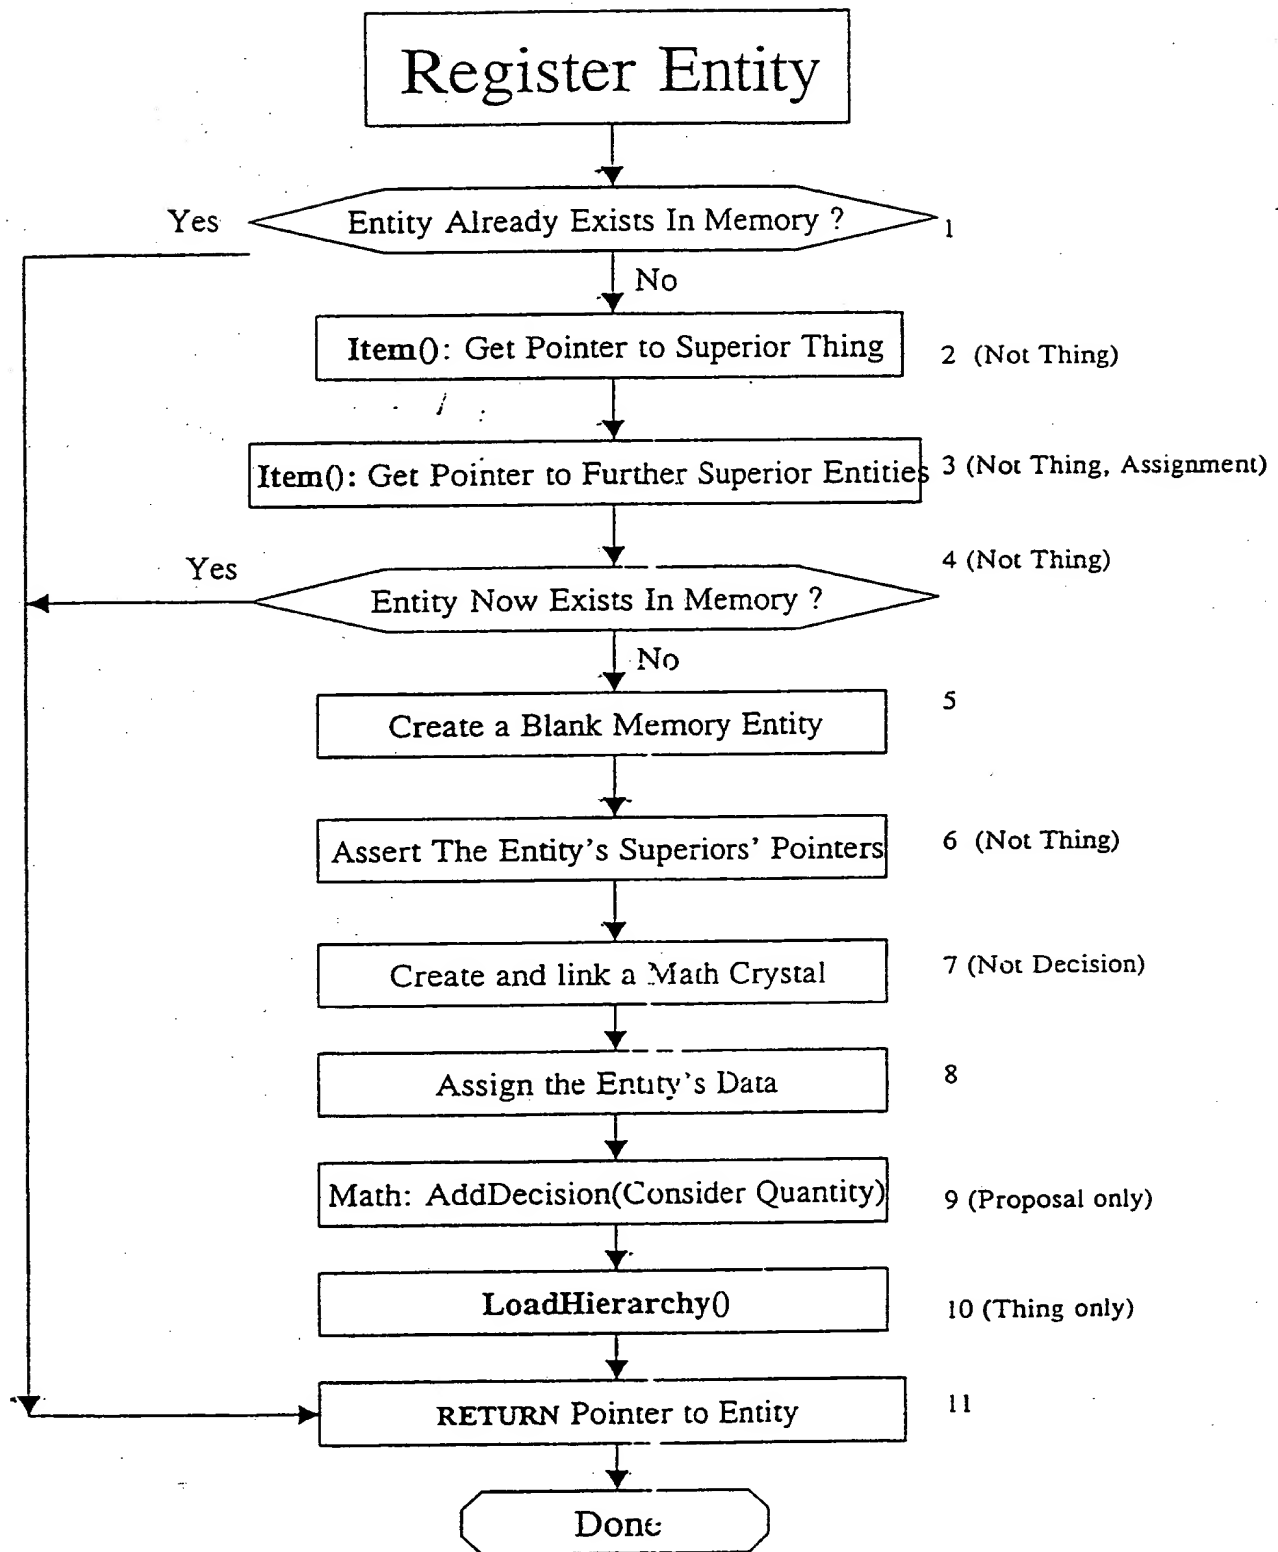 Register Entity
Yes
Entity Already Exists In Memory ?
1
No
Item(): Get Pointer to Superior Thing
2 (Not Thing)
Item(): Get Pointer to Further Superior Entities
3 (Not Thing, Assignment)
4 (Not Thing)
Yes
Entity Now Exists In Memory ?
No
5
Create a Blank Memory Entity
6 (Not Thing)
Assert The Entity's Superiors' Pointers
7 (Not Decision)
Create and link a Math Crystal
8
Assign the Entity's Data
Math: AddDecision(Consider Quantity)
9 (Proposal only)
LoadHierarchy()
10 (Thing only)
RETURN Pointer to Entity
11
Done